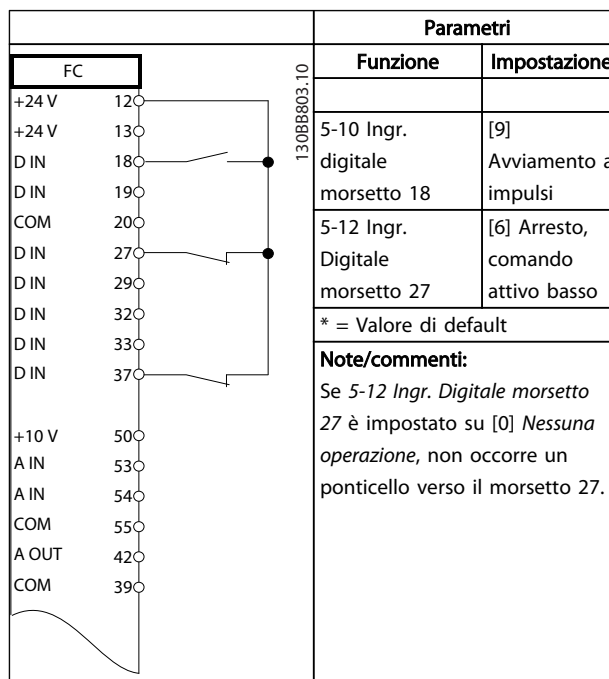 FC
+24 V 12
+24 V 13
D IN 18
D IN 19
COM 20
D IN 27
D IN 29
D IN 32
D IN 33
D IN 37
+10 V 50
A IN 53
A IN 54
COM 55
A OUT 42
COM 39
130BB803.10
Parametri
Funzione Impostazione
5-10 Ingr. [9]
digitale Avviamento a
morsetto 18 impulsi
5-12 Ingr. [6] Arresto,
Digitale comando
morsetto 27 attivo basso
* = Valore di default
Note/commenti:
Se 5-12 Ingr. Digitale morsetto
27 è impostato su [0] Nessuna
operazione, non occorre un
ponticello verso il morsetto 27.